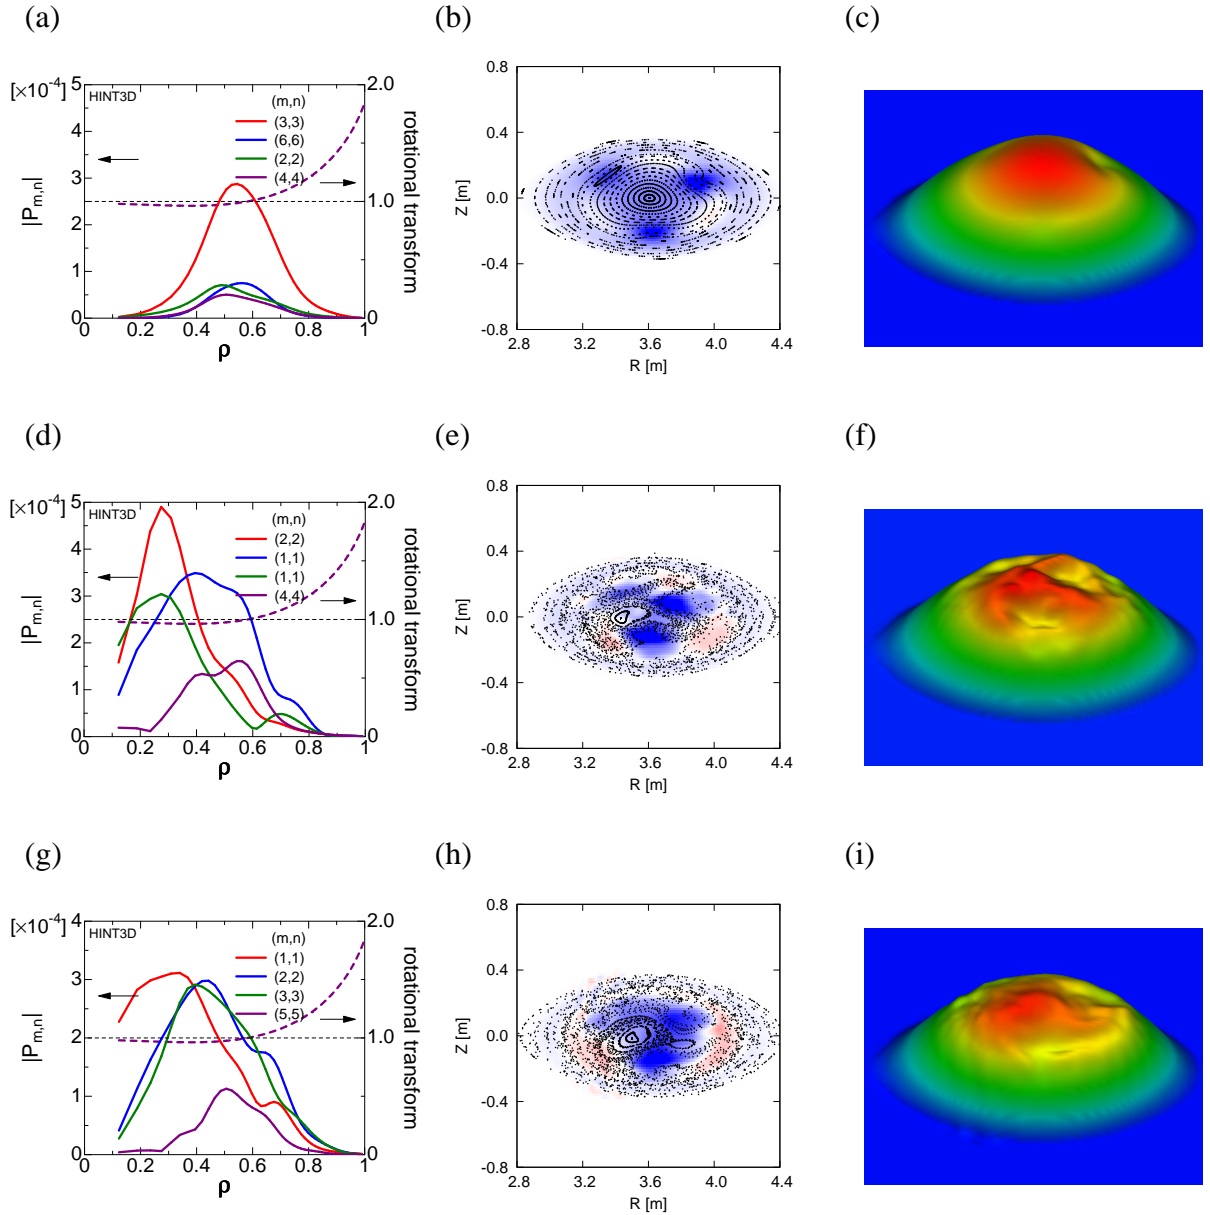 (a)
[×10-4]
5
4
3
2
1
0
|Pm,n|
HINT3D
(m,n)
(3,3)
(6,6)
(2,2)
(4,4)
2.0
1.0
0
rotational transform
0 0.2 0.4 0.6 0.8 1
ρ
(b)
0.8
0.4
0.0
-0.4
-0.8
Z [m]
2.8 3.2 3.6 4.0 4.4
R [m]
(c)
(d)
[×10-4]
5
4
3
2
1
0
|Pm,n|
HINT3D
(m,n)
(2,2)
(1,1)
(1,1)
(4,4)
2.0
1.0
0
rotational transform
0 0.2 0.4 0.6 0.8 1
ρ
(e)
0.8
0.4
0.0
-0.4
-0.8
Z [m]
2.8 3.2 3.6 4.0 4.4
R [m]
(f)
(g)
[×10-4]
4
3
2
1
0
|Pm,n|
HINT3D
(m,n)
(1,1)
(2,2)
(3,3)
(5,5)
2.0
1.0
0
rotational transform
0 0.2 0.4 0.6 0.8 1
ρ
(h)
0.8
0.4
0.0
-0.4
-0.8
Z [m]
2.8 3.2 3.6 4.0 4.4
R [m]
(i)